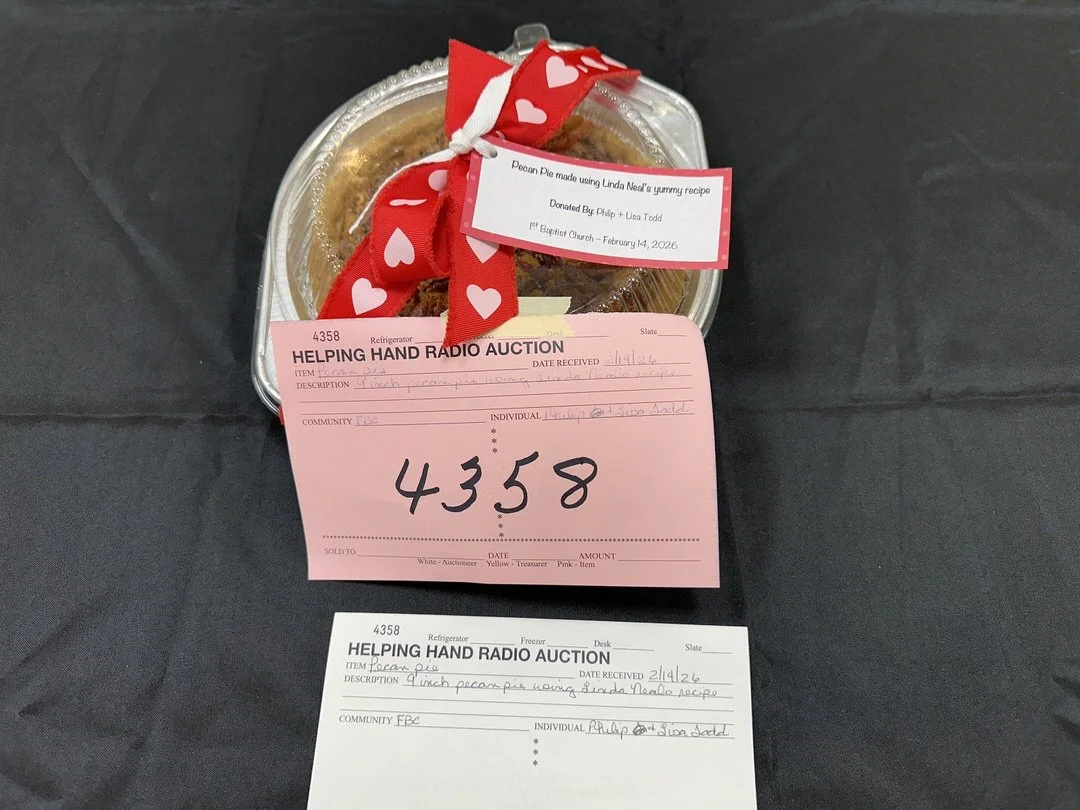 Pecan Pie made using Linda Neal's yummy recipe
Donated By: Philip + Lisa Todd
1st Baptist Church - February 14, 2026
4358 Refrigerator Freezer Desk Slate
HELPING HAND RADIO AUCTION
ITEM Pecan pie DATE RECEIVED 2/14/26
DESCRIPTION 9 inch pecan pie using Linda Neal's recipe
COMMUNITY FBC INDIVIDUAL Philip & Lisa Todd
*
*
*
4358
*
*
*
SOLD TO DATE AMOUNT
White - Auctioneer Yellow - Treasurer Pink - Item
4358 Refrigerator Freezer Desk Slate
HELPING HAND RADIO AUCTION
ITEM Pecan pie DATE RECEIVED 2/14/26
DESCRIPTION 9 inch pecan pie using Linda Neal's recipe
COMMUNITY FBC INDIVIDUAL Philip + Lisa Todd
*
*
*